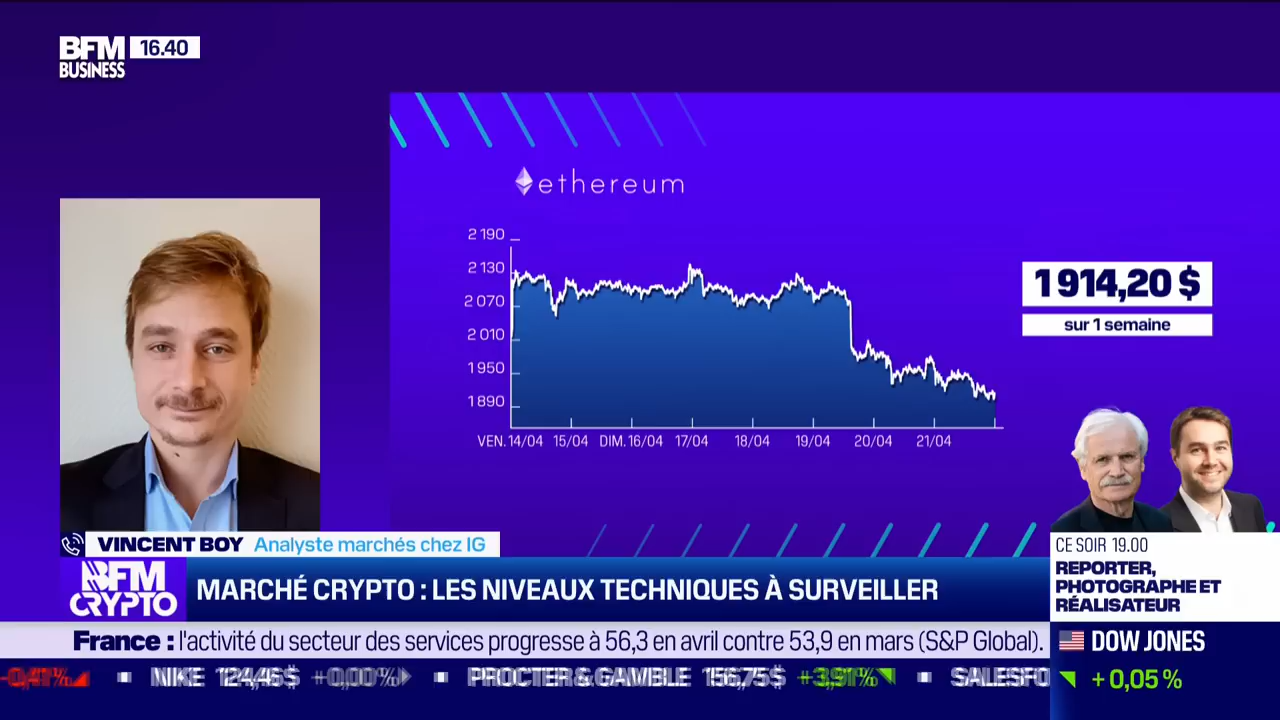 BFM
BUSINESS
16.40
ethereum
2 190
2 130
2 070
2 010
1 950
1 890
VEN. 14/04 15/04 DIM. 16/04 17/04 18/04 19/04 20/04 21/04
1 914,20 $
sur 1 semaine
VINCENT BOY Analyste marchés chez IG
BFM
CRYPTO
MARCHÉ CRYPTO : LES NIVEAUX TECHNIQUES À SURVEILLER
CE SOIR 19.00
REPORTER,
PHOTOGRAPHE ET
RÉALISATEUR
France : l'activité du secteur des services progresse à 56,3 en avril contre 53,9 en mars (S&P Global).
-0,41% NIKE 124,46$ +0,00% PROCTER & GAMBLE 156,75$ +3,91% SALESFO
DOW JONES
+ 0,05 %